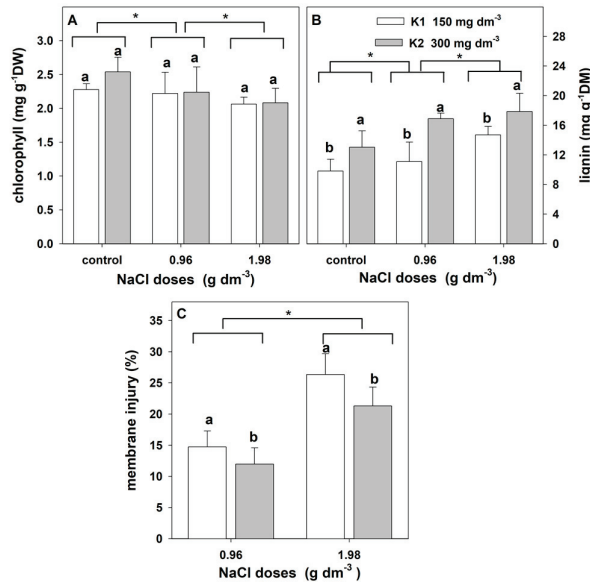 A
*
*
3.0
2.5
2.0
1.5
1.0
0.5
0.0
a
a
a
a
a
a
chlorophyll (mg g⁻¹DW)
control
0.96
1.98
NaCl doses (g dm⁻³)
B
K1 150 mg dm⁻³
K2 300 mg dm⁻³
*
*
28
24
20
16
12
8
4
0
b
a
b
a
b
a
lignin (mg g⁻¹DM)
control
0.96
1.98
NaCl doses (g dm⁻³)
C
*
35
30
25
20
15
10
5
0
a
b
a
b
membrane injury (%)
0.96
1.98
NaCl doses (g dm⁻³)